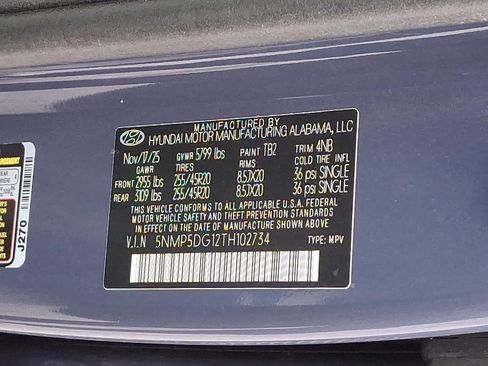 MANUFACTURED BY
HYUNDAI MOTOR MANUFACTURING ALABAMA, LLC
Nov/17/25 GVWR 5799 lbs PAINT TB2 TRIM 4NB
GAWR TIRES RIMS COLD TIRE INFL
FRONT 2955 lbs 255/45R20 8.5JX20 36 psi SINGLE
REAR 3109 lbs 255/45R20 8.5JX20 36 psi SINGLE
THIS VEHICLE CONFORMS TO ALL APPLICABLE U.S.A. FEDERAL
MOTOR VEHICLE SAFETY, BUMPER, AND THEFT PREVENTION STANDARDS
IN EFFECT ON THE DATE OF MANUFACTURE SHOWN ABOVE.
V.I.N 5NMP5DG12TH102734 TYPE: MPV
J270